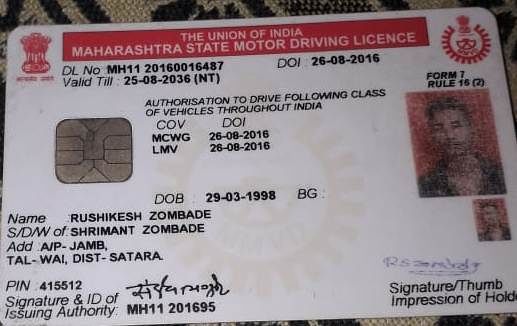 THE UNION OF INDIA
MAHARASHTRA STATE MOTOR DRIVING LICENCE
DL No MH11 20160016487 DOI : 26-08-2016
Valid Till : 25-08-2036 (NT)
FORM 7
RULE 16 (2)
AUTHORISATION TO DRIVE FOLLOWING CLASS
OF VEHICLES THROUGHOUT INDIA
COV DOI
MCWG 26-08-2016
LMV 26-08-2016
DOB : 29-03-1998 BG :
Name : RUSHIKESH ZOMBADE
S/D/W of : SHRIMANT ZOMBADE
Add : A/P- JAMB,
TAL- WAI, DIST- SATARA.
PIN : 415512
Signature & ID of
Issuing Authority: MH11 201695
Signature/Thumb
Impression of Holde